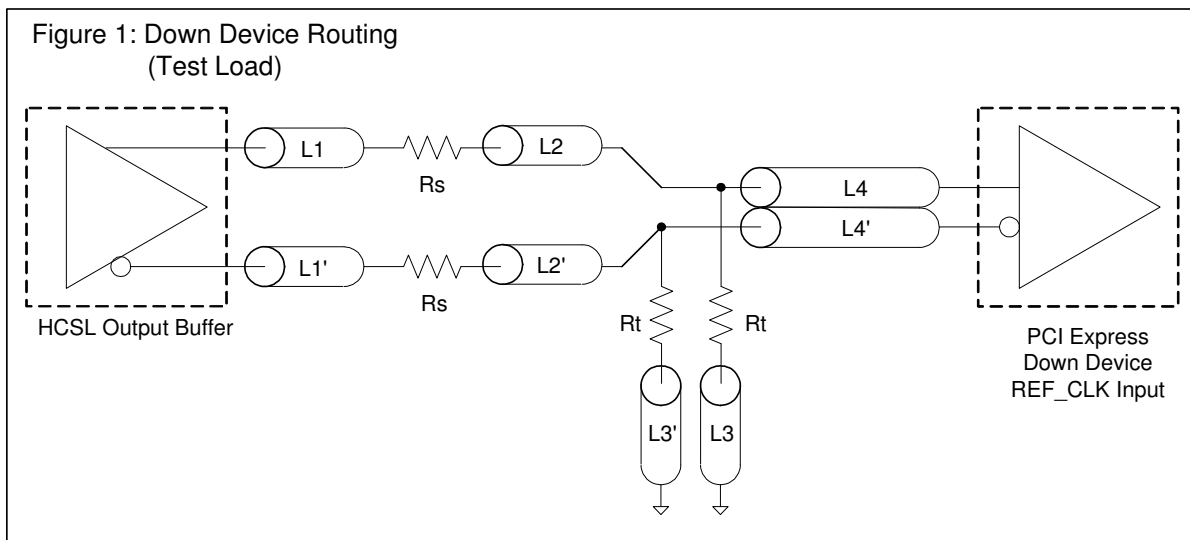 Figure 1: Down Device Routing
(Test Load)
L1
Rs
L2
L4
L4'
L1'
Rs
L2'
HCSL Output Buffer
Rt
Rt
L3'
L3
PCI Express
Down Device
REF_CLK Input